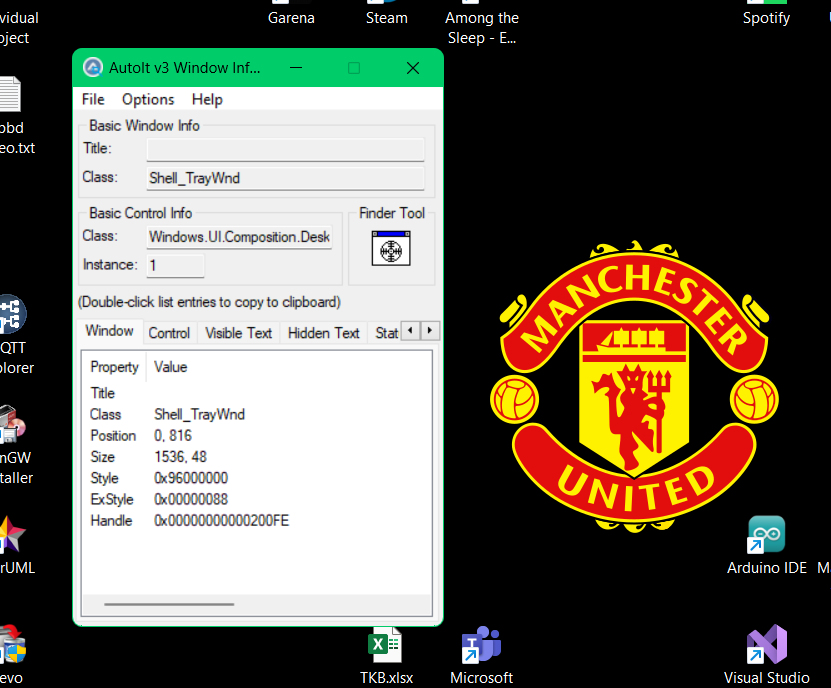 vidual
oject
Garena
Steam
Among the
Sleep - E...
Spotify
AutoIt v3 Window Inf...
File Options Help
Basic Window Info
Title:
Class: Shell_TrayWnd
Basic Control Info
Finder Tool
Class: Windows.UI.Composition.Desk
Instance: 1
(Double-click list entries to copy to clipboard)
Window Control Visible Text Hidden Text Stat
Property Value
Title
Class Shell_TrayWnd
Position 0, 816
Size 1536, 48
Style 0x96000000
ExStyle 0x00000088
Handle 0x00000000000200FE
bbd
eo.txt
QTT
plorer
nGW
taller
rUML
evo
MANCHESTER
UNITED
Arduino IDE
M
TKB.xlsx
Microsoft
Visual Studio